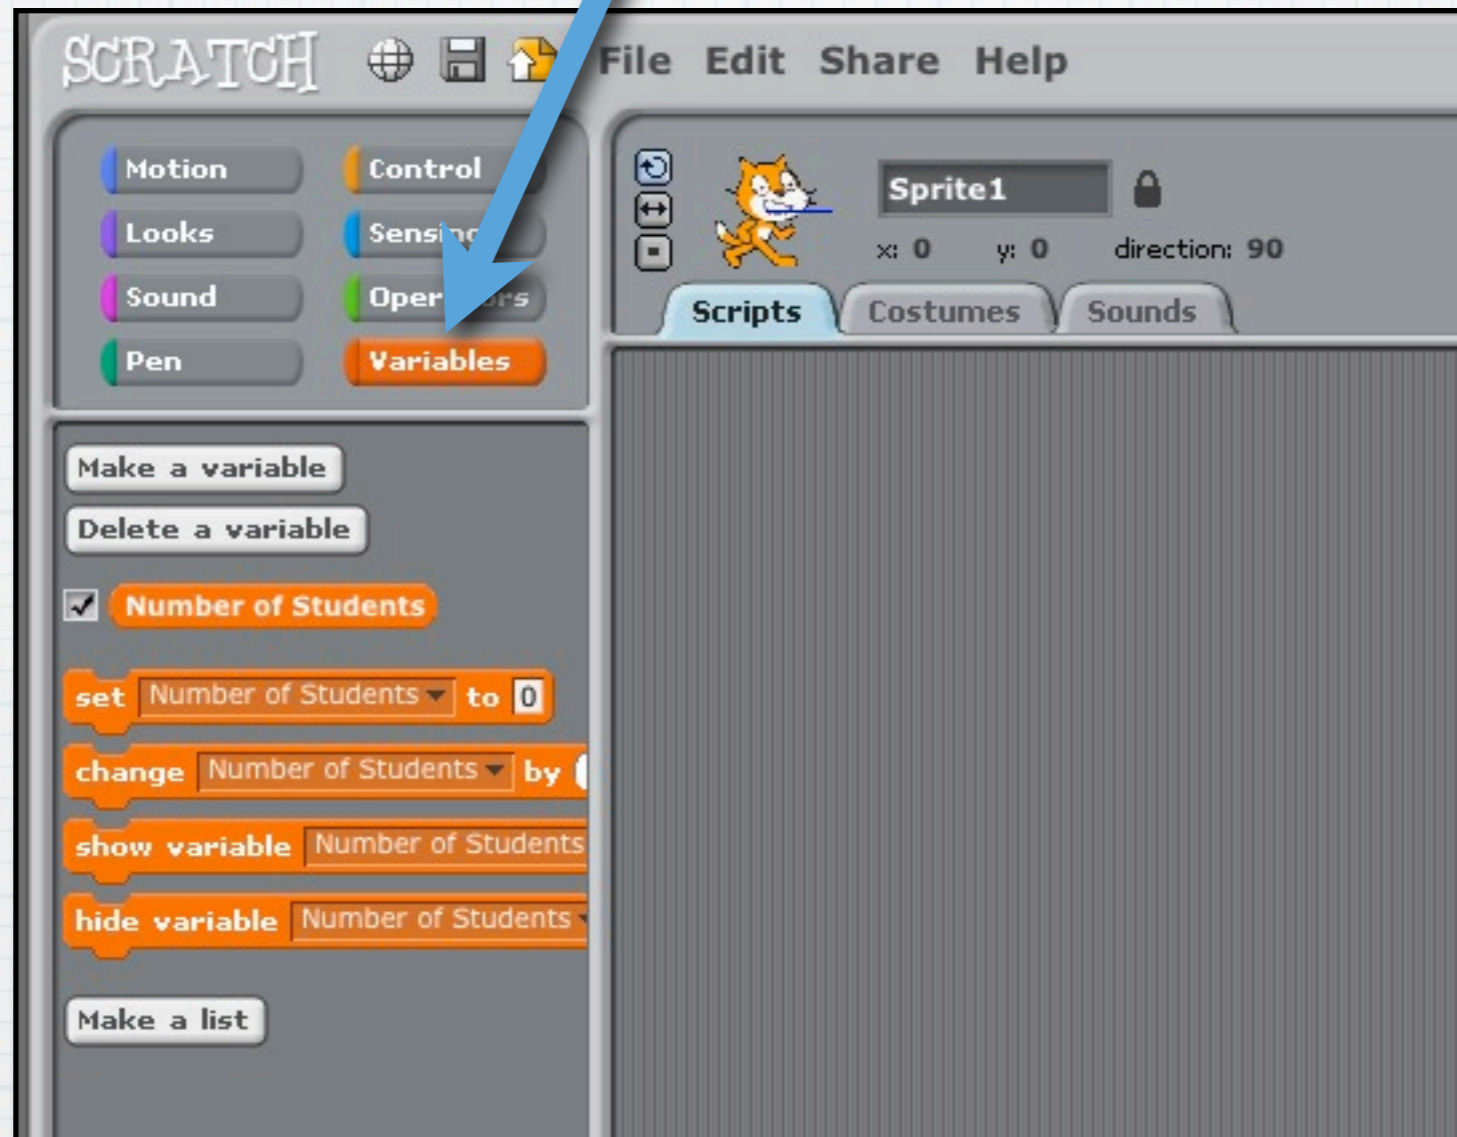 SCRATCH File Edit Share Help
Motion Control
Looks Sensing
Sound Operators
Pen Variables
Sprite1
x: 0 y: 0 direction: 90
Scripts Costumes Sounds
Make a variable
Delete a variable
Number of Students
set Number of Students to 0
change Number of Students by
show variable Number of Students
hide variable Number of Students
Make a list